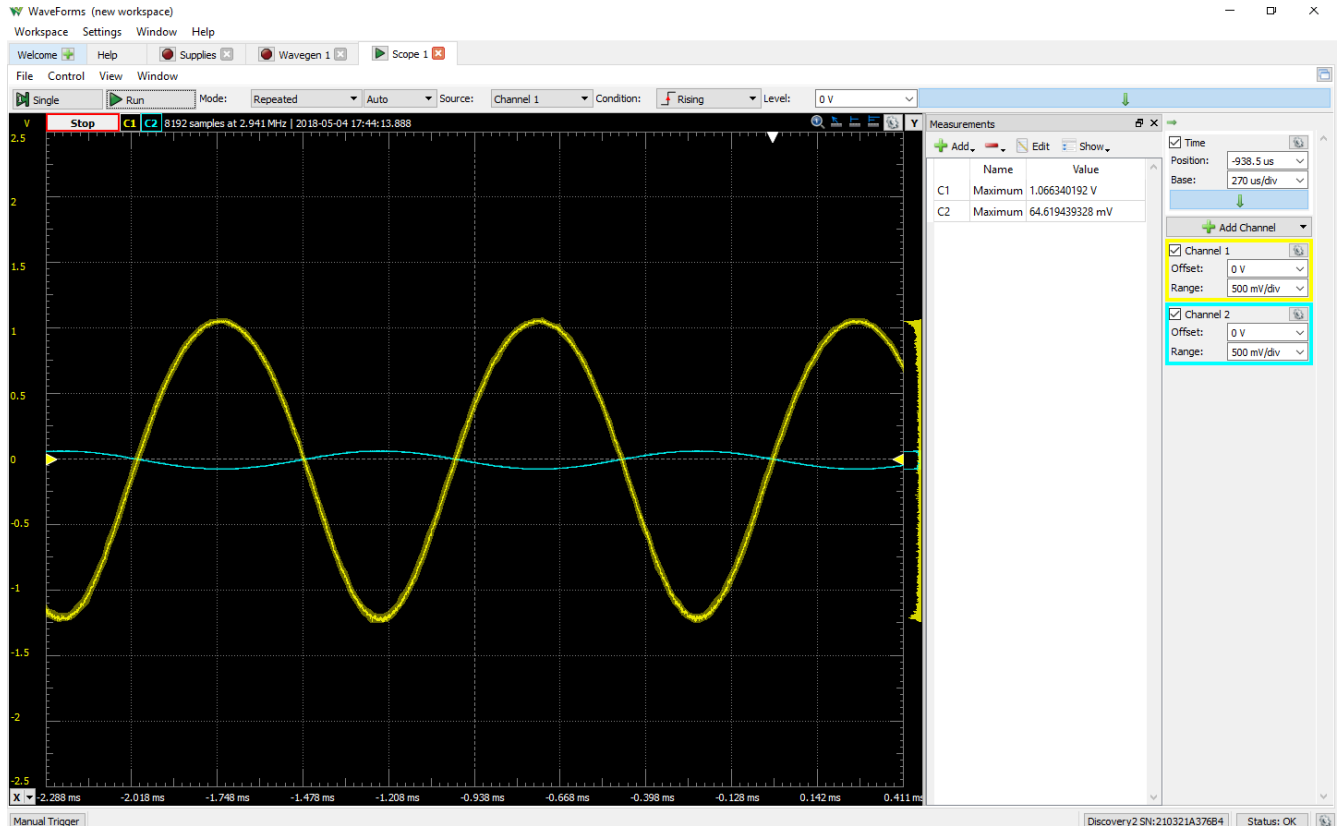 WaveForms (new workspace)
Workspace Settings Window Help
Welcome Help Supplies Wavegen 1 Scope 1
File Control View Window
Single Run Mode: Repeated Auto Source: Channel 1 Condition: Rising Level: 0 V
V Stop C1 C2 8192 samples at 2.941 MHz | 2018-05-04 17:44:13.888 Y
2.5
2
1.5
1
0.5
0
-0.5
-1
-1.5
-2
-2.5
X -2.288 ms -2.018 ms -1.748 ms -1.478 ms -1.208 ms -0.938 ms -0.668 ms -0.398 ms -0.128 ms 0.142 ms 0.411 ms
Measurements
Add Edit Show
Name Value
C1 Maximum 1.066340192 V
C2 Maximum 64.619439328 mV
Time
Position: -938.5 us
Base: 270 us/div
Add Channel
Channel 1
Offset: 0 V
Range: 500 mV/div
Channel 2
Offset: 0 V
Range: 500 mV/div
Manual Trigger Discovery2 SN:210321A376B4 Status: OK